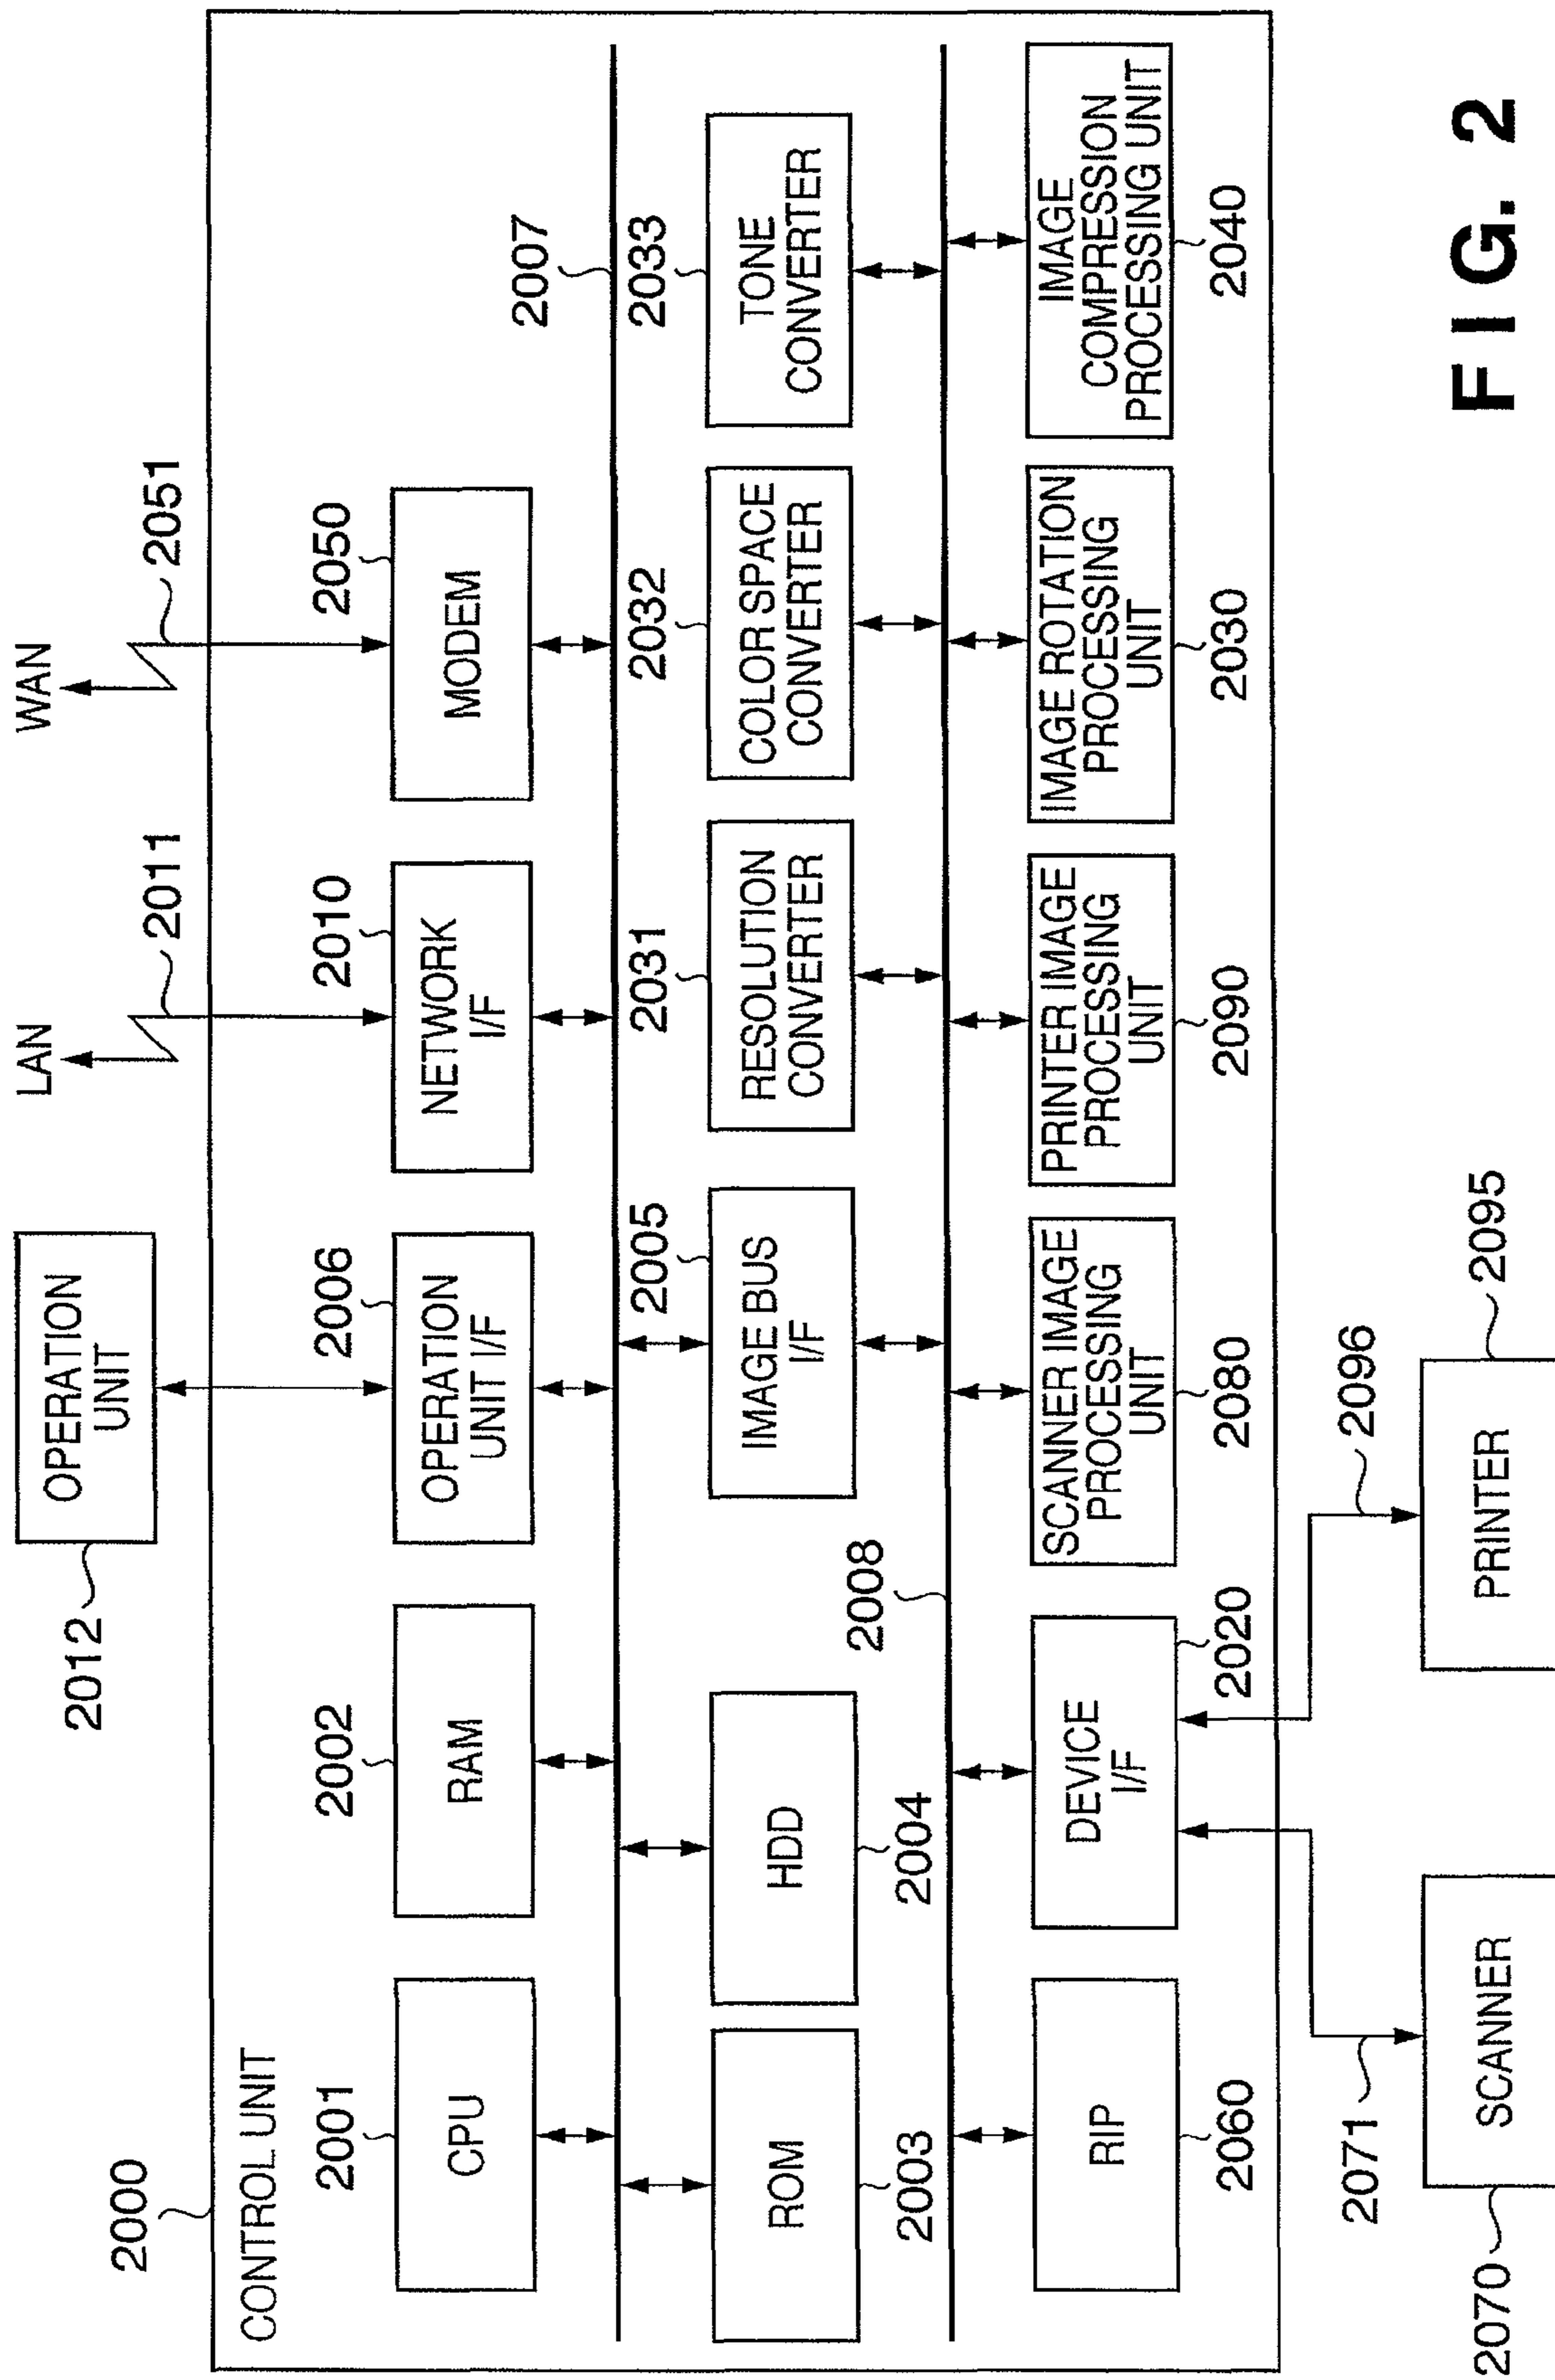 2012
OPERATION
UNIT
LAN
2011
WAN
2051
2000
CONTROL UNIT
2001
CPU
2002
RAM
2006
OPERATION
UNIT I/F
2010
NETWORK
I/F
2050
MODEM
2007
ROM
2003
HDD
2004
2005
IMAGE BUS
I/F
2031
RESOLUTION
CONVERTER
2032
COLOR SPACE
CONVERTER
2033
TONE
CONVERTER
2008
RIP
2060
DEVICE
I/F
2020
SCANNER IMAGE
PROCESSING
UNIT
2080
PRINTER IMAGE
PROCESSING
UNIT
2090
IMAGE ROTATION
PROCESSING
UNIT
2030
IMAGE
COMPRESSION
PROCESSING UNIT
2040
2071
2096
2070
SCANNER
PRINTER
2095
FIG. 2